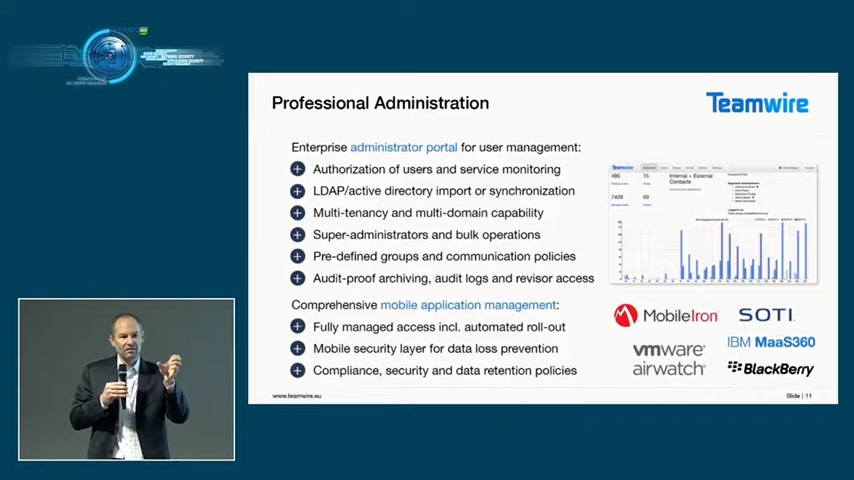 Professional Administration
Teamwire
Enterprise administrator portal for user management:
Authorization of users and service monitoring
LDAP/active directory import or synchronization
Multi-tenancy and multi-domain capability
Super-administrators and bulk operations
Pre-defined groups and communication policies
Audit-proof archiving, audit logs and revisor access
Comprehensive mobile application management:
Fully managed access incl. automated roll-out
Mobile security layer for data loss prevention
Compliance, security and data retention policies
Teamwire
485
15
Internal + External
Contacts
7409
MobileIron
SOTI
vmware
airwatch
IBM MaaS360
BlackBerry
www.teamwire.eu
Slide | 11